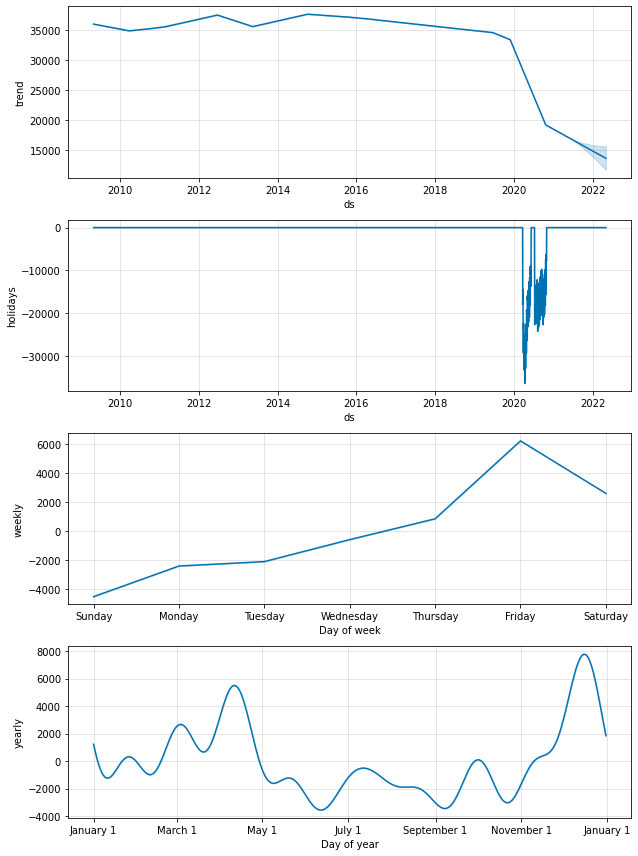 35000
30000
25000
20000
15000
trend
2010 2012 2014 2016 2018 2020 2022
ds
0
−10000
−20000
−30000
holidays
2010 2012 2014 2016 2018 2020 2022
ds
6000
4000
2000
0
−2000
−4000
weekly
Sunday Monday Tuesday Wednesday Thursday Friday Saturday
Day of week
8000
6000
4000
2000
0
−2000
−4000
yearly
January 1 March 1 May 1 July 1 September 1 November 1 January 1
Day of year